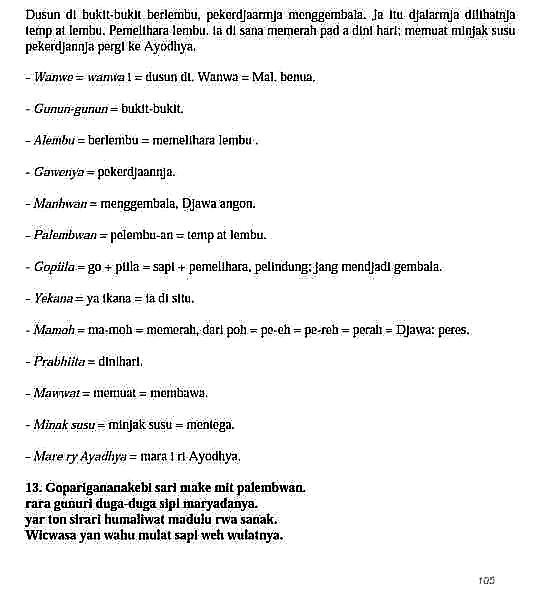 Dusun di bukit-bukit berlembu, pekerdjaannja menggembala. Ja itu djalannja dilihatnja
temp at lembu. Pemelihara lembu. ia di sana memerah pad a dini hari; memuat minjak susu
pekerdjannja pergi ke Ayodhya.
- Wanwe = wanwa i = dusun di. Wanwa = Mal. benua.
- Gunun-gunun = bukit-bukit.
- Alembu = berlembu = memelihara lembu .
- Gawenya = pekerdjaannja.
- Manhwan = menggembala, Djawa angon.
- Palembwan = pelembu-an = temp at lembu.
- Gopiila = go + piila = sapi + pemelihara, pelindung; jang mendjadi gembala.
- Yekana = ya ikana = ia di situ.
- Mamoh = ma-moh = memerah, dari poh = pe-eh = pe-reh = perah = Djawa: peres.
- Prabhiita = dinihari.
- Mawwat = memuat = membawa.
- Minak susu = minjak susu = mentega.
- Mare ry Ayadhya = mara i ri Ayodhya.
13. Goparigananakebi sari make mit palembwan.
rara gunuri duga-duga sipi maryadanya.
yar ton sirari humaliwat madulu rwa sanak.
Wicwasa yan wahu mulat sapi weh wulatnya.
105